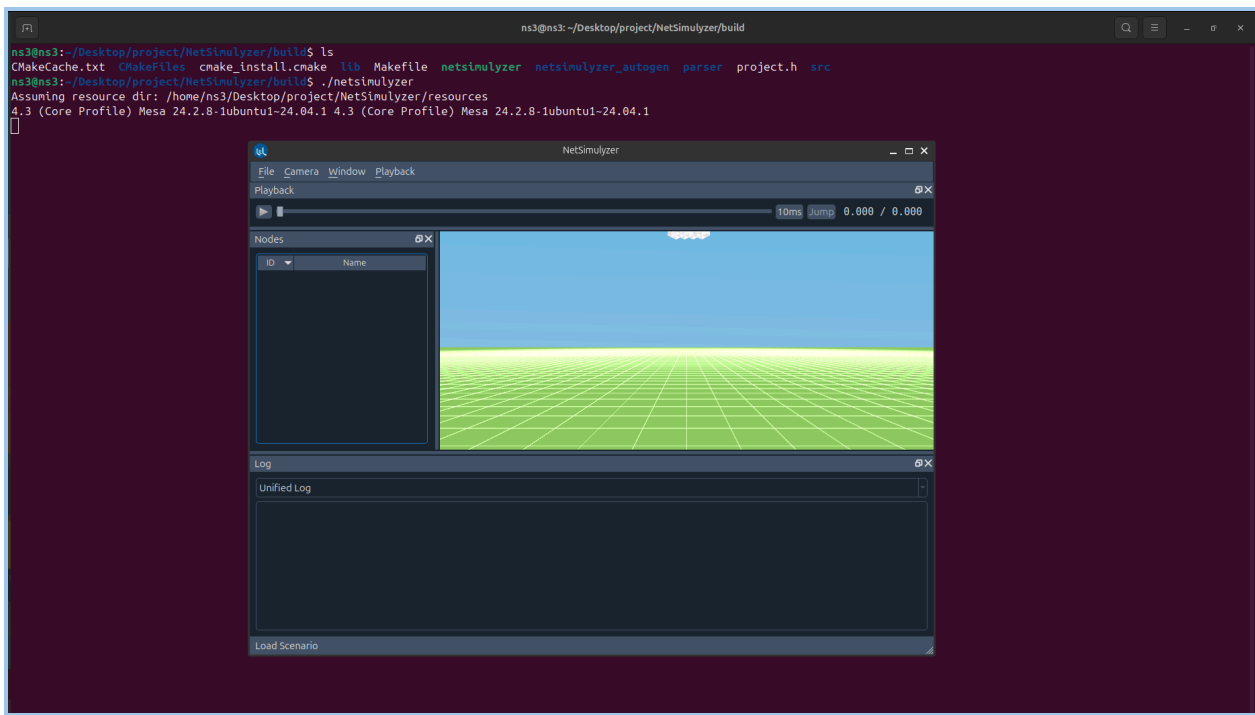 ns3@ns3: ~/Desktop/project/NetSimulyzer/build
ns3@ns3:~/Desktop/project/NetSimulyzer/build$ ls
CMakeCache.txt CMakeFiles cmake_install.cmake lib Makefile netsimulyzer netsimulyzer_autogen parser project.h src
ns3@ns3:~/Desktop/project/NetSimulyzer/build$ ./netsimulyzer
Assuming resource dir: /home/ns3/Desktop/project/NetSimulyzer/resources
4.3 (Core Profile) Mesa 24.2.8-1ubuntu1~24.04.1 4.3 (Core Profile) Mesa 24.2.8-1ubuntu1~24.04.1
NetSimulyzer
File Camera Window Playback
Playback
10ms Jump 0.000 / 0.000
Nodes
ID Name
Log
Unified Log
Load Scenario